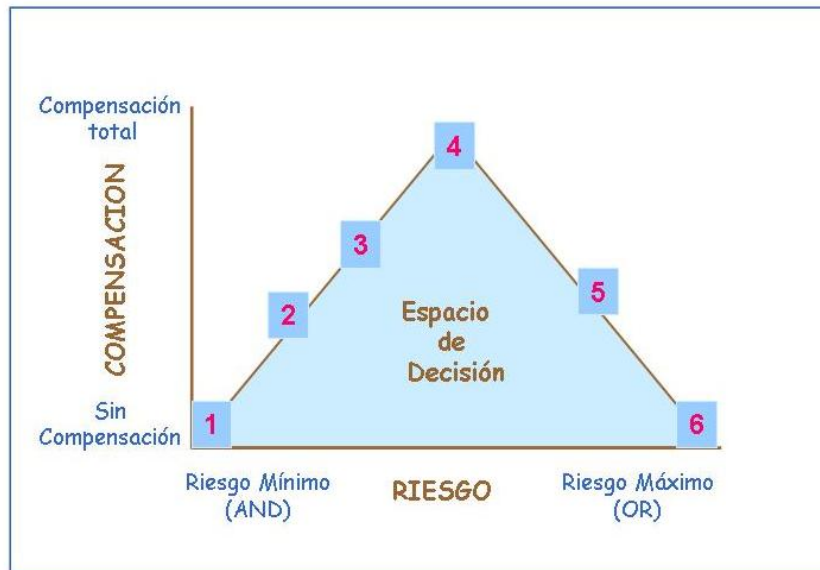 Compensación
total
COMPENSACION
Sin
Compensación
1
2
3
4
5
6
Espacio
de
Decisión
Riesgo Mínimo
(AND)
RIESGO
Riesgo Máximo
(OR)